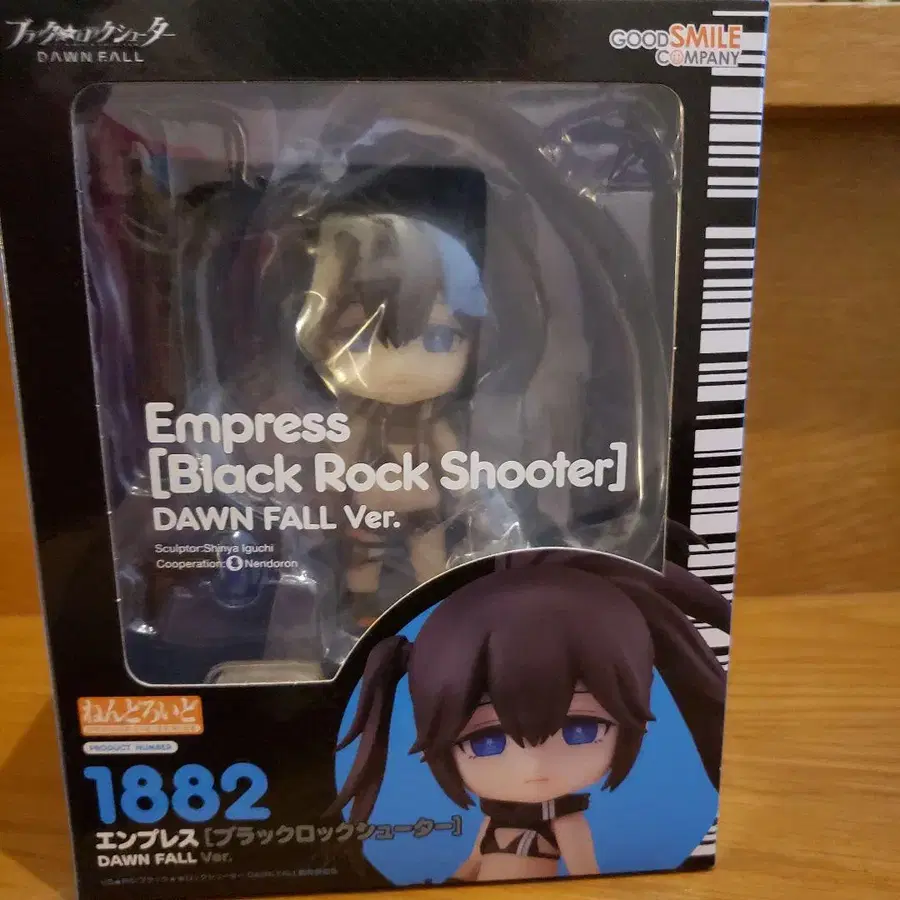 ブラック★ロックシューター
DAWN FALL
GOOD SMILE
COMPANY
Empress
[Black Rock Shooter]
DAWN FALL Ver.
Sculptor:Shinya Iguchi
Cooperation: Nendoron
ねんどろいど
PRODUCT NUMBER
1882
エンプレス［ブラックロックシューター］
DAWN FALL Ver.